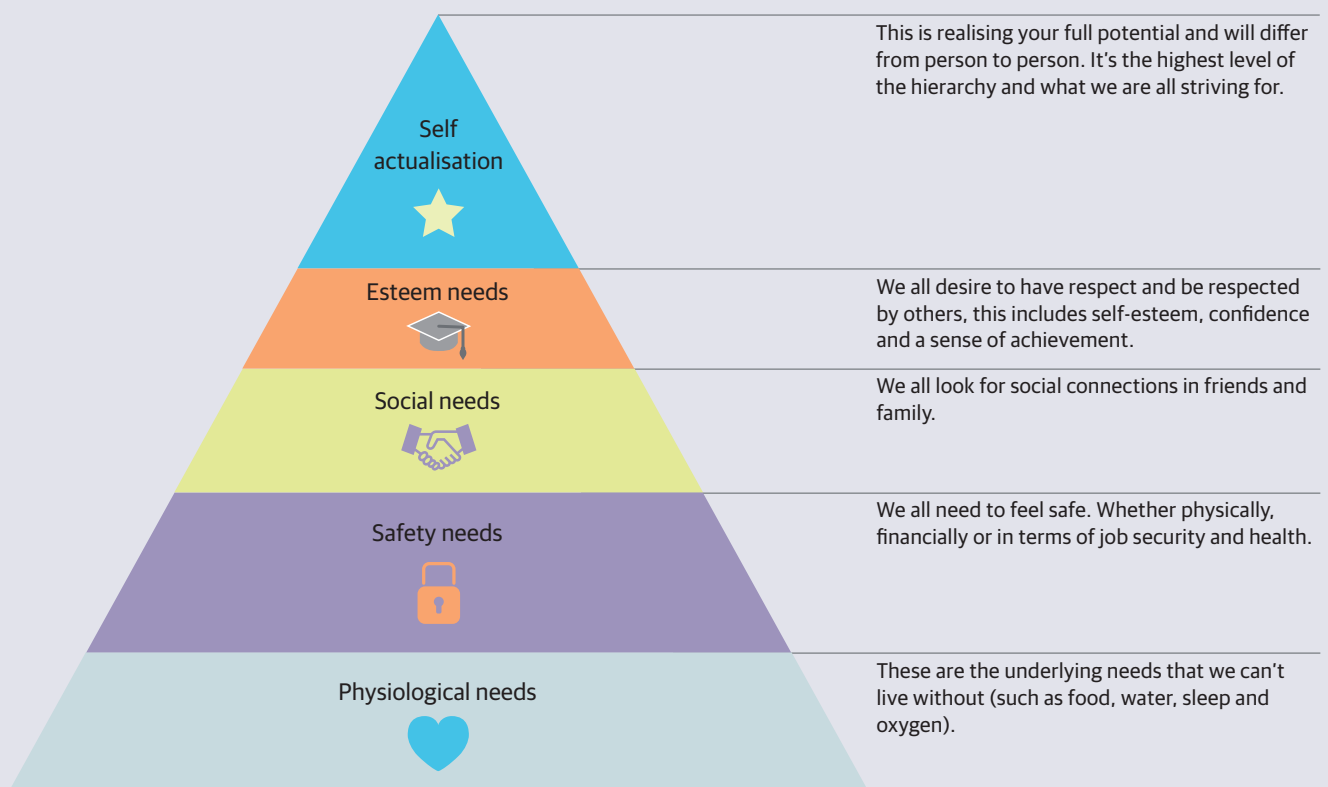 This is realising your full potential and will differ
from person to person. It's the highest level of
the hierarchy and what we are all striving for.
Self
actualisation
Esteem needs
We all desire to have respect and be respected
by others, this includes self-esteem, confidence
and a sense of achievement.
Social needs
We all look for social connections in friends and
family.
Safety needs
We all need to feel safe. Whether physically,
financially or in terms of job security and health.
Physiological needs
These are the underlying needs that we can't
live without (such as food, water, sleep and
oxygen).